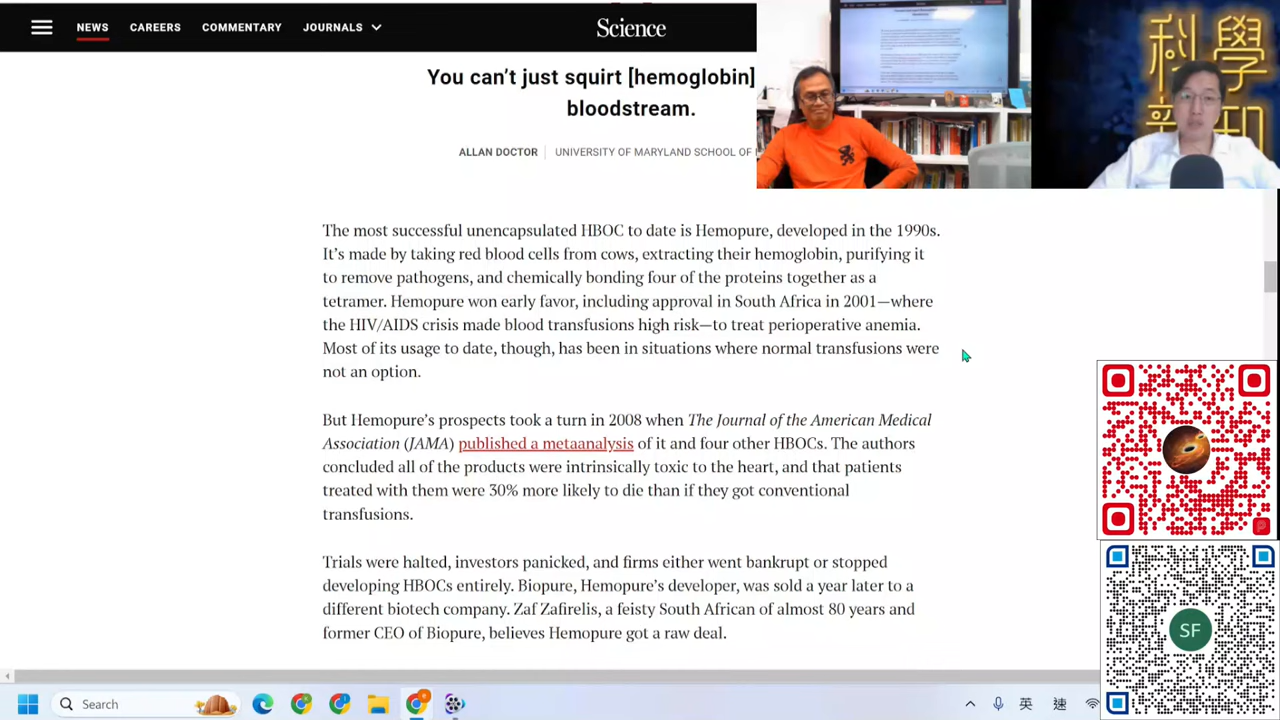 NEWS CAREERS COMMENTARY JOURNALS
Science
You can't just squirt [hemoglobin]
bloodstream.
ALLAN DOCTOR UNIVERSITY OF MARYLAND SCHOOL OF
科學
新知
The most successful unencapsulated HBOC to date is Hemopure, developed in the 1990s.
It's made by taking red blood cells from cows, extracting their hemoglobin, purifying it
to remove pathogens, and chemically bonding four of the proteins together as a
tetramer. Hemopure won early favor, including approval in South Africa in 2001—where
the HIV/AIDS crisis made blood transfusions high risk—to treat perioperative anemia.
Most of its usage to date, though, has been in situations where normal transfusions were
not an option.
But Hemopure's prospects took a turn in 2008 when The Journal of the American Medical
Association (JAMA) published a metaanalysis of it and four other HBOCs. The authors
concluded all of the products were intrinsically toxic to the heart, and that patients
treated with them were 30% more likely to die than if they got conventional
transfusions.
Trials were halted, investors panicked, and firms either went bankrupt or stopped
developing HBOCs entirely. Biopure, Hemopure's developer, was sold a year later to a
different biotech company. Zaf Zafirelis, a feisty South African of almost 80 years and
former CEO of Biopure, believes Hemopure got a raw deal.
SF
Search
英 速